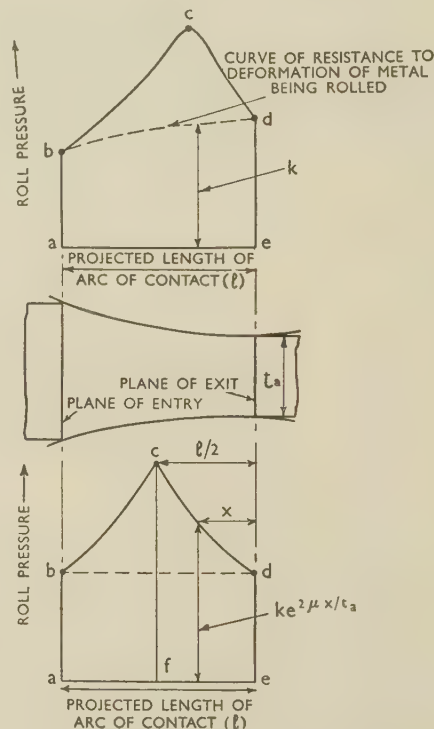 c
CURVE OF RESISTANCE TO
DEFORMATION OF METAL
BEING ROLLED
ROLL PRESSURE
b
d
k
a
e
PROJECTED LENGTH OF
ARC OF CONTACT (ℓ)
PLANE OF EXIT
tₐ
PLANE OF ENTRY
c
ℓ/2
x
ROLL PRESSURE
b
d
ke^{2μx/tₐ}
a
f
e
PROJECTED LENGTH OF
ARC OF CONTACT (ℓ)